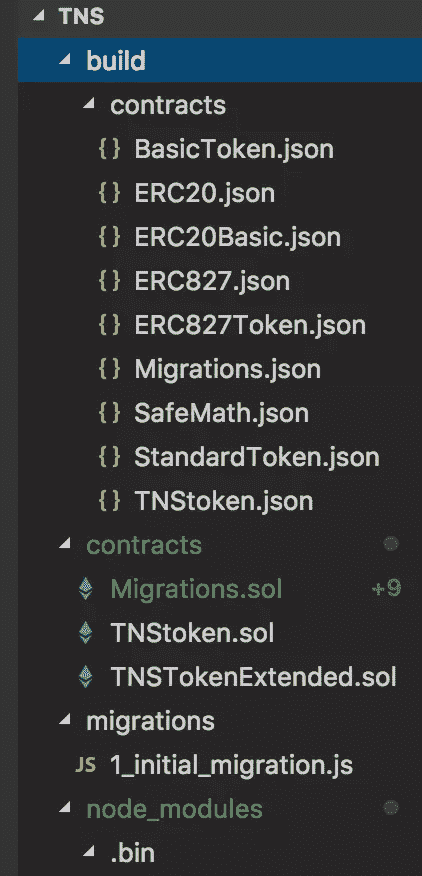 TNS
build
contracts
{} BasicToken.json
{} ERC20.json
{} ERC20Basic.json
{} ERC827.json
{} ERC827Token.json
{} Migrations.json
{} SafeMath.json
{} StandardToken.json
{} TNStoken.json
contracts
Migrations.sol +9
TNStoken.sol
TNSTokenExtended.sol
migrations
JS 1_initial_migration.js
node_modules
.bin